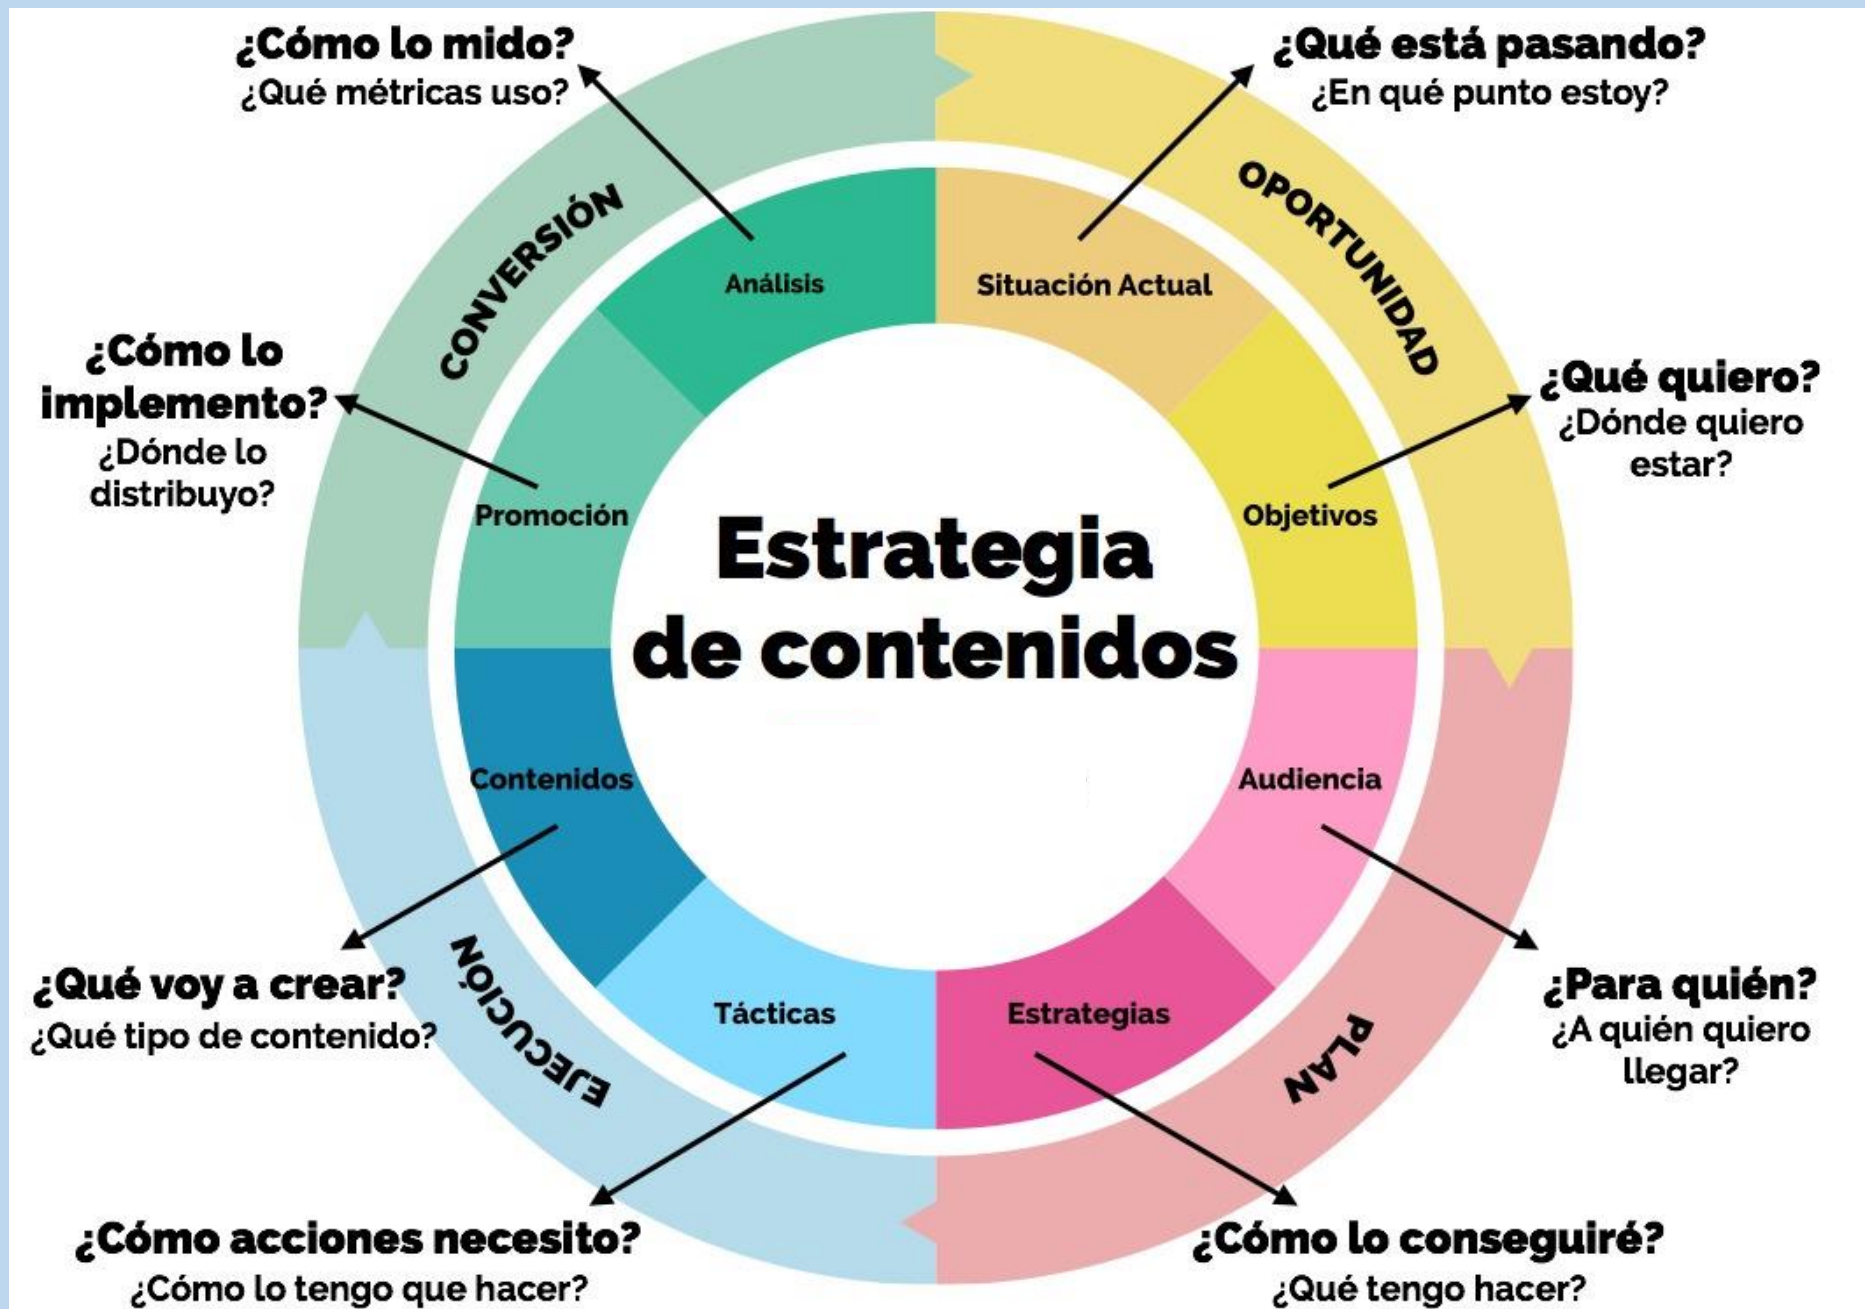 ¿Cómo lo mido?
¿Qué métricas uso?
¿Qué está pasando?
¿En qué punto estoy?
CONVERSIÓN
OPORTUNIDAD
Análisis
Situación Actual
¿Cómo lo
implemento?
¿Dónde lo
distribuyo?
¿Qué quiero?
¿Dónde quiero
estar?
Promoción
Objetivos
Estrategia
de contenidos
Contenidos
Audiencia
¿Qué voy a crear?
¿Qué tipo de contenido?
EJECUCIÓN
Tácticas
Estrategias
PLAN
¿Para quién?
¿A quién quiero
llegar?
¿Cómo acciones necesito?
¿Cómo lo tengo que hacer?
¿Cómo lo conseguiré?
¿Qué tengo hacer?